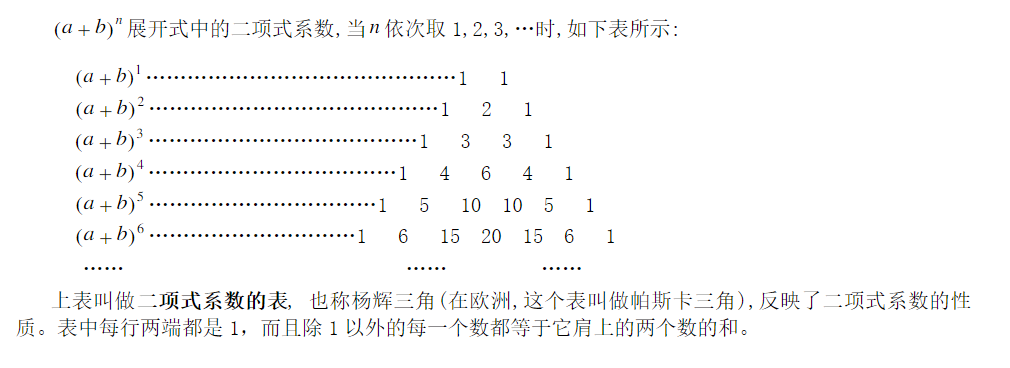 (a+b)ⁿ展开式中的二项式系数,当n依次取1,2,3,…时,如下表所示:
(a+b)¹……………………………………1 1
(a+b)²…………………………………1 2 1
(a+b)³………………………………1 3 3 1
(a+b)⁴……………………………1 4 6 4 1
(a+b)⁵…………………………1 5 10 10 5 1
(a+b)⁶………………………1 6 15 20 15 6 1
…… …… ……
上表叫做二项式系数的表, 也称杨辉三角(在欧洲,这个表叫做帕斯卡三角),反映了二项式系数的性
质。表中每行两端都是1，而且除1以外的每一个数都等于它肩上的两个数的和。